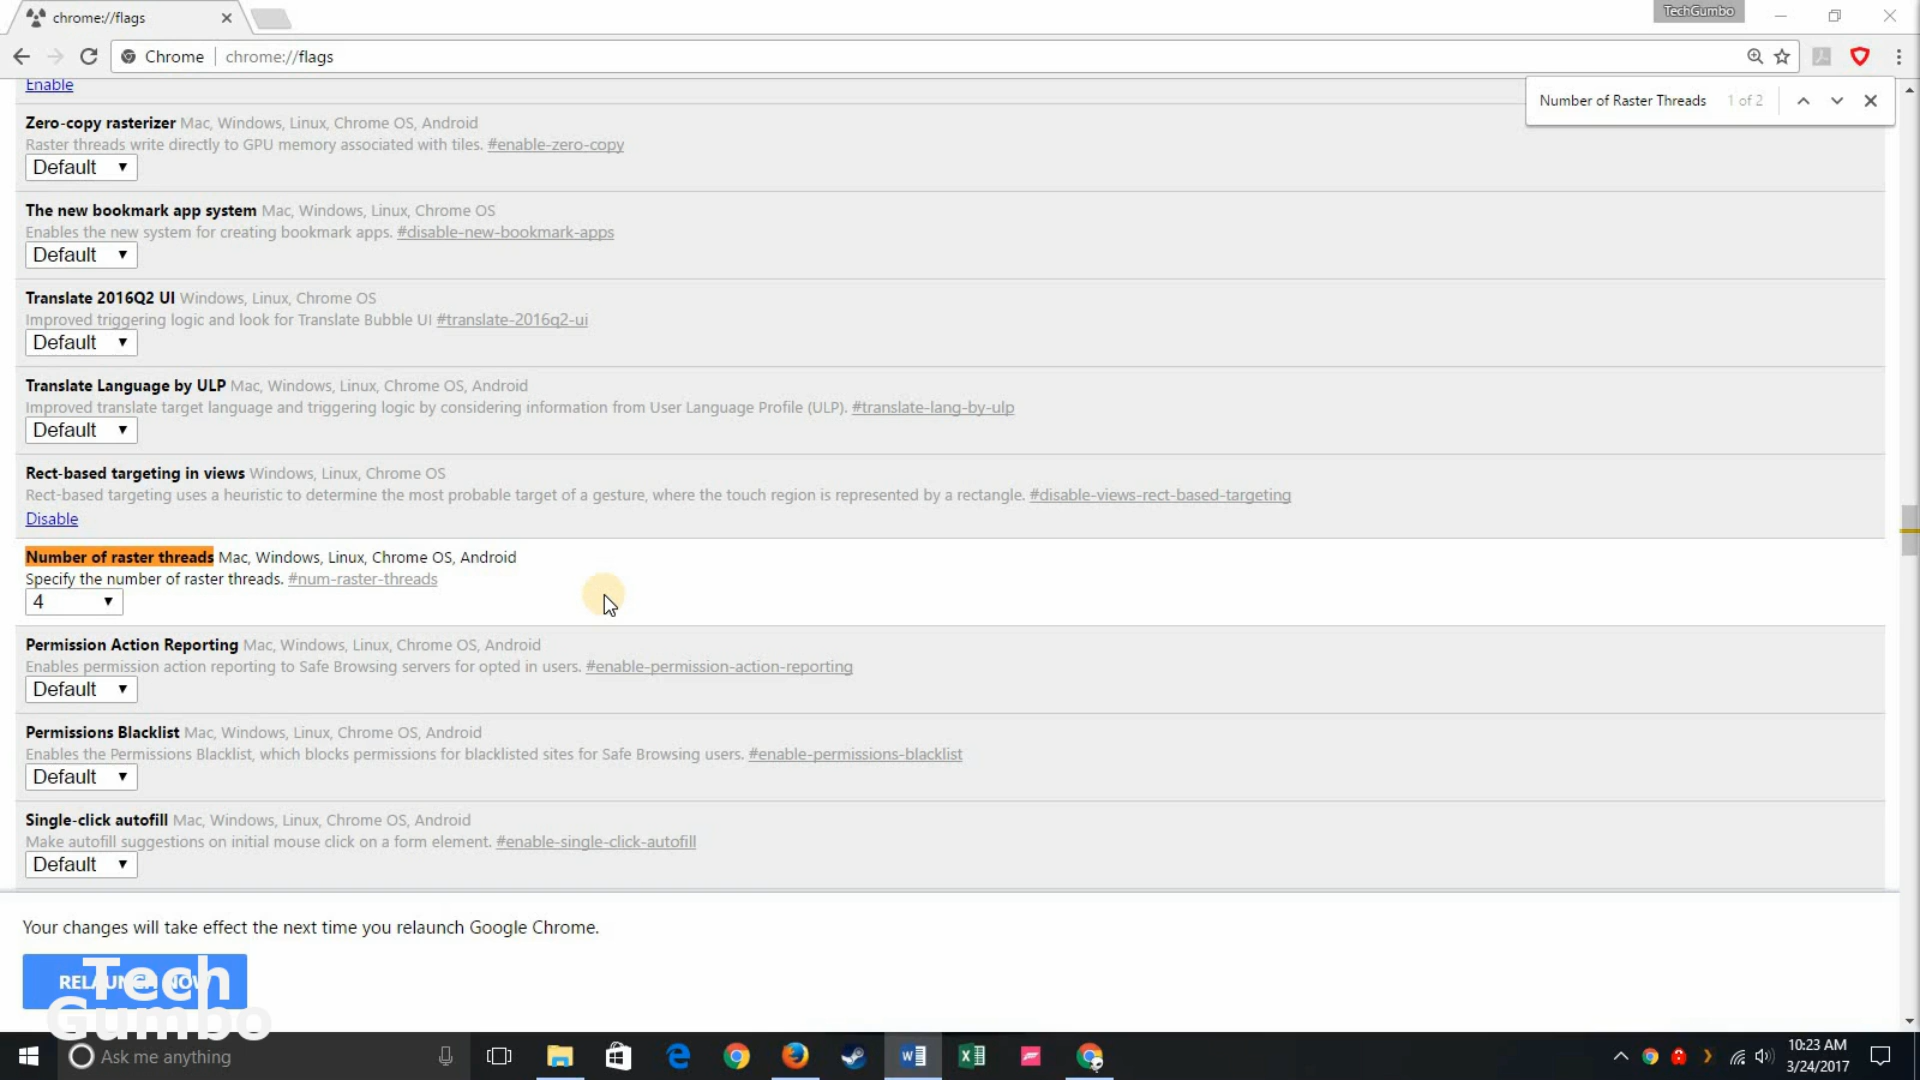 chrome://flags
TechGumbo
Chrome chrome://flags
Number of Raster Threads 1 of 2
Enable
Zero-copy rasterizer Mac, Windows, Linux, Chrome OS, Android
Raster threads write directly to GPU memory associated with tiles. #enable-zero-copy
Default
The new bookmark app system Mac, Windows, Linux, Chrome OS
Enables the new system for creating bookmark apps. #disable-new-bookmark-apps
Default
Translate 2016Q2 UI Windows, Linux, Chrome OS
Improved triggering logic and look for Translate Bubble UI #translate-2016q2-ui
Default
Translate Language by ULP Mac, Windows, Linux, Chrome OS, Android
Improved translate target language and triggering logic by considering information from User Language Profile (ULP). #translate-lang-by-ulp
Default
Rect-based targeting in views Windows, Linux, Chrome OS
Rect-based targeting uses a heuristic to determine the most probable target of a gesture, where the touch region is represented by a rectangle. #disable-views-rect-based-targeting
Disable
Number of raster threads Mac, Windows, Linux, Chrome OS, Android
Specify the number of raster threads. #num-raster-threads
4
Permission Action Reporting Mac, Windows, Linux, Chrome OS, Android
Enables permission action reporting to Safe Browsing servers for opted in users. #enable-permission-action-reporting
Default
Permissions Blacklist Mac, Windows, Linux, Chrome OS, Android
Enables the Permissions Blacklist, which blocks permissions for blacklisted sites for Safe Browsing users. #enable-permissions-blacklist
Default
Single-click autofill Mac, Windows, Linux, Chrome OS, Android
Make autofill suggestions on initial mouse click on a form element. #enable-single-click-autofill
Default
Your changes will take effect the next time you relaunch Google Chrome.
RELAUNCH NOW
Tech
Gumbo
Ask me anything
10:23 AM
3/24/2017